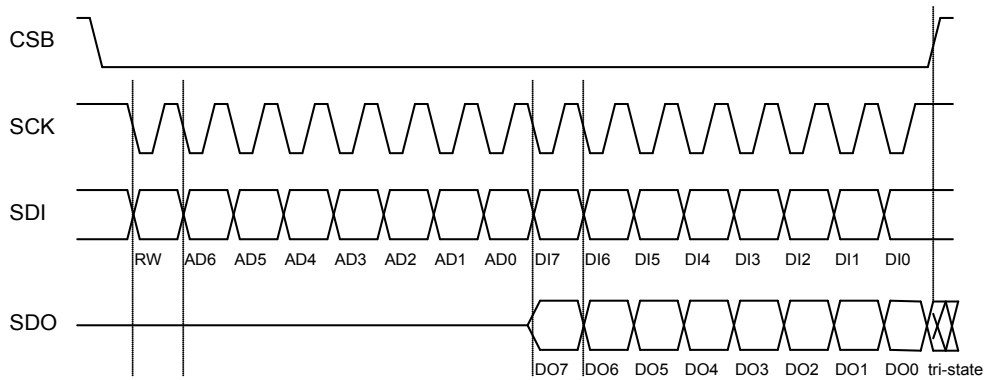 CSB
SCK
SDI
RW AD6 AD5 AD4 AD3 AD2 AD1 AD0 DI7 DI6 DI5 DI4 DI3 DI2 DI1 DI0
SDO
DO7 DO6 DO5 DO4 DO3 DO2 DO1 DO0 tri-state